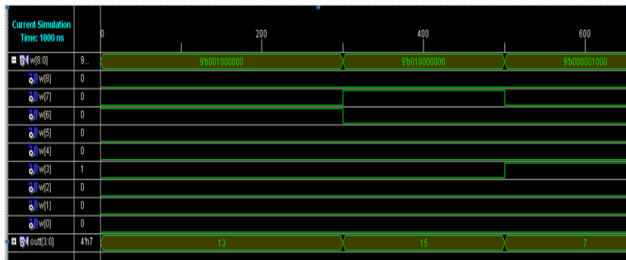 Current Simulation
Time: 1000 ns
0 200 400 600
w[8:0] 9... 9'b001000000 9'b010000000 9'b000001000
w[8] 0
w[7] 0
w[6] 0
w[5] 0
w[4] 0
w[3] 1
w[2] 0
w[1] 0
w[0] 0
outt[3:0] 4'h7 13 15 7